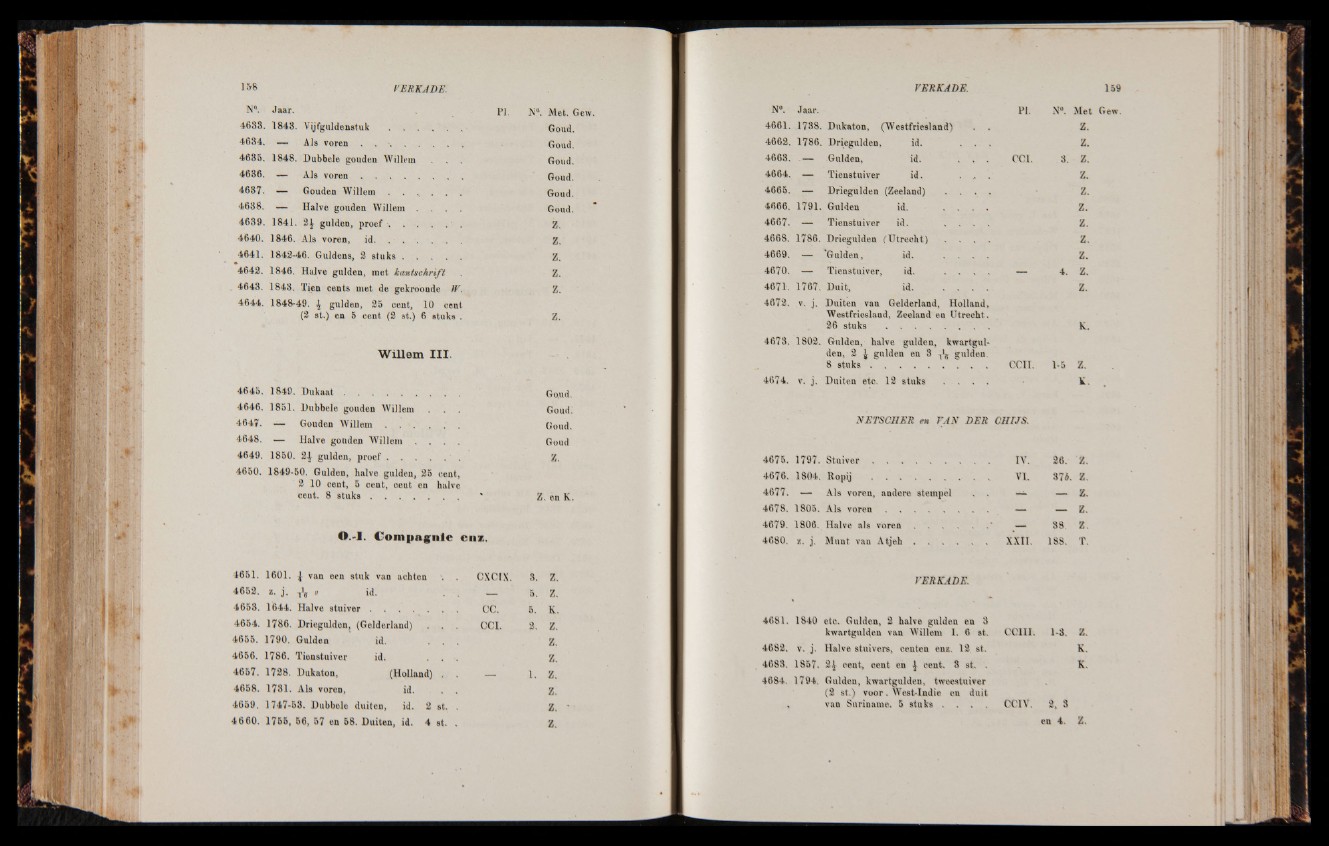 158 VERKADE.
N°. Jaar. Pl. N°. Met. Gew.
4633. 1843. Vijfguldenstuk . . . . . . Goud.
4634. — Als voren . . . . . . . . Goud.
4635. 1848. Dubbele gouden Willem . . . Goud.
4636. — Als voren . . . . . . . . Goud.
4637. — Gouden Willem . . . . . . Goud.
4638. — Halve gouden Willem . . . . Goud.
4639. 1841. 2½ gulden, proef . . . . . . Z.
4640. 1846. Als voren, id. . . . . . . Z.
4641. 1842-46. Guldens, 2 stuks . . . . . Z.
4642. 1846. Halve gulden, met kantschrift . Z.
4643. 1843. Tien cents met de gekroonde W. Z.
4644. 1848-49. ½ gulden, 25 cent, 10 cent
(2 st.) en 5 cent (2 st.) 6 stuks . Z.
Willem III.
4645. 1849. Dukaat . . . . . . . . . Goud.
4646. 1851. Dubbele gouden Willem . . . Goud.
4647. — Gouden Willem . . . . . . Goud.
4648. — Halve gouden Willem . . . . Goud
4649. 1850. 2½ gulden, proef . . . . . . Z.
4650. 1849-50. Gulden, halve gulden, 25 cent,
2 10 cent, 5 cent, cent en halve
cent. 8 stuks . . . . . . . Z. en K.
O.-I. Compagnie enz.
4651. 1601. ¼ van een stuk van achten . . CXCIX. 3. Z.
4652. z. j. 1/16 " id. . . — 5. Z.
4653. 1644. Halve stuiver . . . . . . . CC. 5. K.
4654. 1786. Driegulden, (Gelderland) . . . CCI. 2. Z.
4655. 1790. Gulden id. . . . Z.
4656. 1786. Tienstuiver id. . . . Z.
4657. 1728. Dukaton, (Holland) . . — 1. Z.
4658. 1731. Als voren, id. . . Z.
4659. 1747-53. Dubbele duiten, id. 2 st. . Z.
4660. 1755, 56, 57 en 58. Duiten, id. 4 st. . Z.
VERKADE. 159
N°. Jaar. Pl. N°. Met Gew.
4661. 1738. Dukaton, (Westfriesland) . . Z.
4662. 1786. Driegulden, id. . . . Z.
4663. — Gulden, id. . . . CCI. 3. Z.
4664. — Tienstuiver id. . . . Z.
4665. — Driegulden (Zeeland) . . . . Z.
4666. 1791. Gulden id. . . . . Z.
4667. — Tienstuiver id. . . . . Z.
4668. 1786. Driegulden (Utrecht) . . . . Z.
4669. — Gulden, id. . . . . Z.
4670. — Tienstuiver, id. . . . . — 4. Z.
4671. 1767. Duit, id. . . . . Z.
4672. v. j. Duiten van Gelderland, Holland,
Westfriesland, Zeeland en Utrecht.
26 stuks . . . . . . . . K.
4673. 1802. Gulden, halve gulden, kwartgul-
den, 2 ⅛ gulden en 3 1/16 gulden.
8 stuks . . . . . . . . . CCII. 1-5 Z.
4674. v. j. Duiten etc. 12 stuks . . . . K.
NETSCHER en VAN DER CHIJS.
4675. 1797. Stuiver . . . . . . . . . IV. 26. Z.
4676. 1804. Ropij . . . . . . . . . VI. 37b. Z.
4677. — Als voren, andere stempel . . — — Z.
4678. 1805. Als voren . . . . . . . . — — Z.
4679. 1806. Halve als voren . . . . . . — 38 Z.
4680. z. j. Munt van Atjeh . . . . . . XXII. 188. T.
VERKADE.
4681. 1840 etc. Gulden, 2 halve gulden en 3
kwartgulden van Willem I. 6 st. CCIII. 1-3. Z.
4682. v. j. Halve stuivers, centen enz. 12 st. K.
4683. 1857. 2½ cent, cent en ½ cent. 3 st. . K.
4684. 1794. Gulden, kwartgulden, tweestuiver
(2 st.) voor West-Indie en duit
van Suriname. 5 stuks . . . . CCIV. 2, 3
en 4. Z.